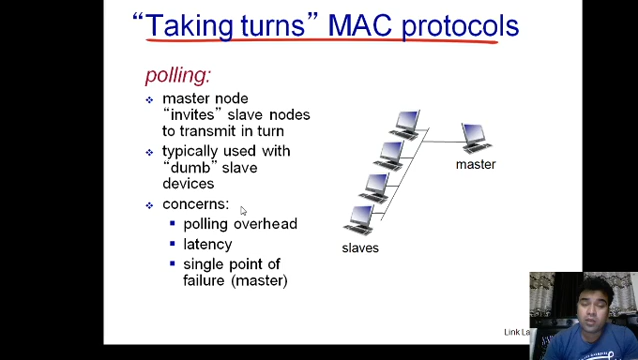 “Taking turns” MAC protocols
polling:
master node
“invites” slave nodes
to transmit in turn
typically used with
“dumb” slave
devices
concerns:
polling overhead
latency
single point of
failure (master)
master
slaves
Link La